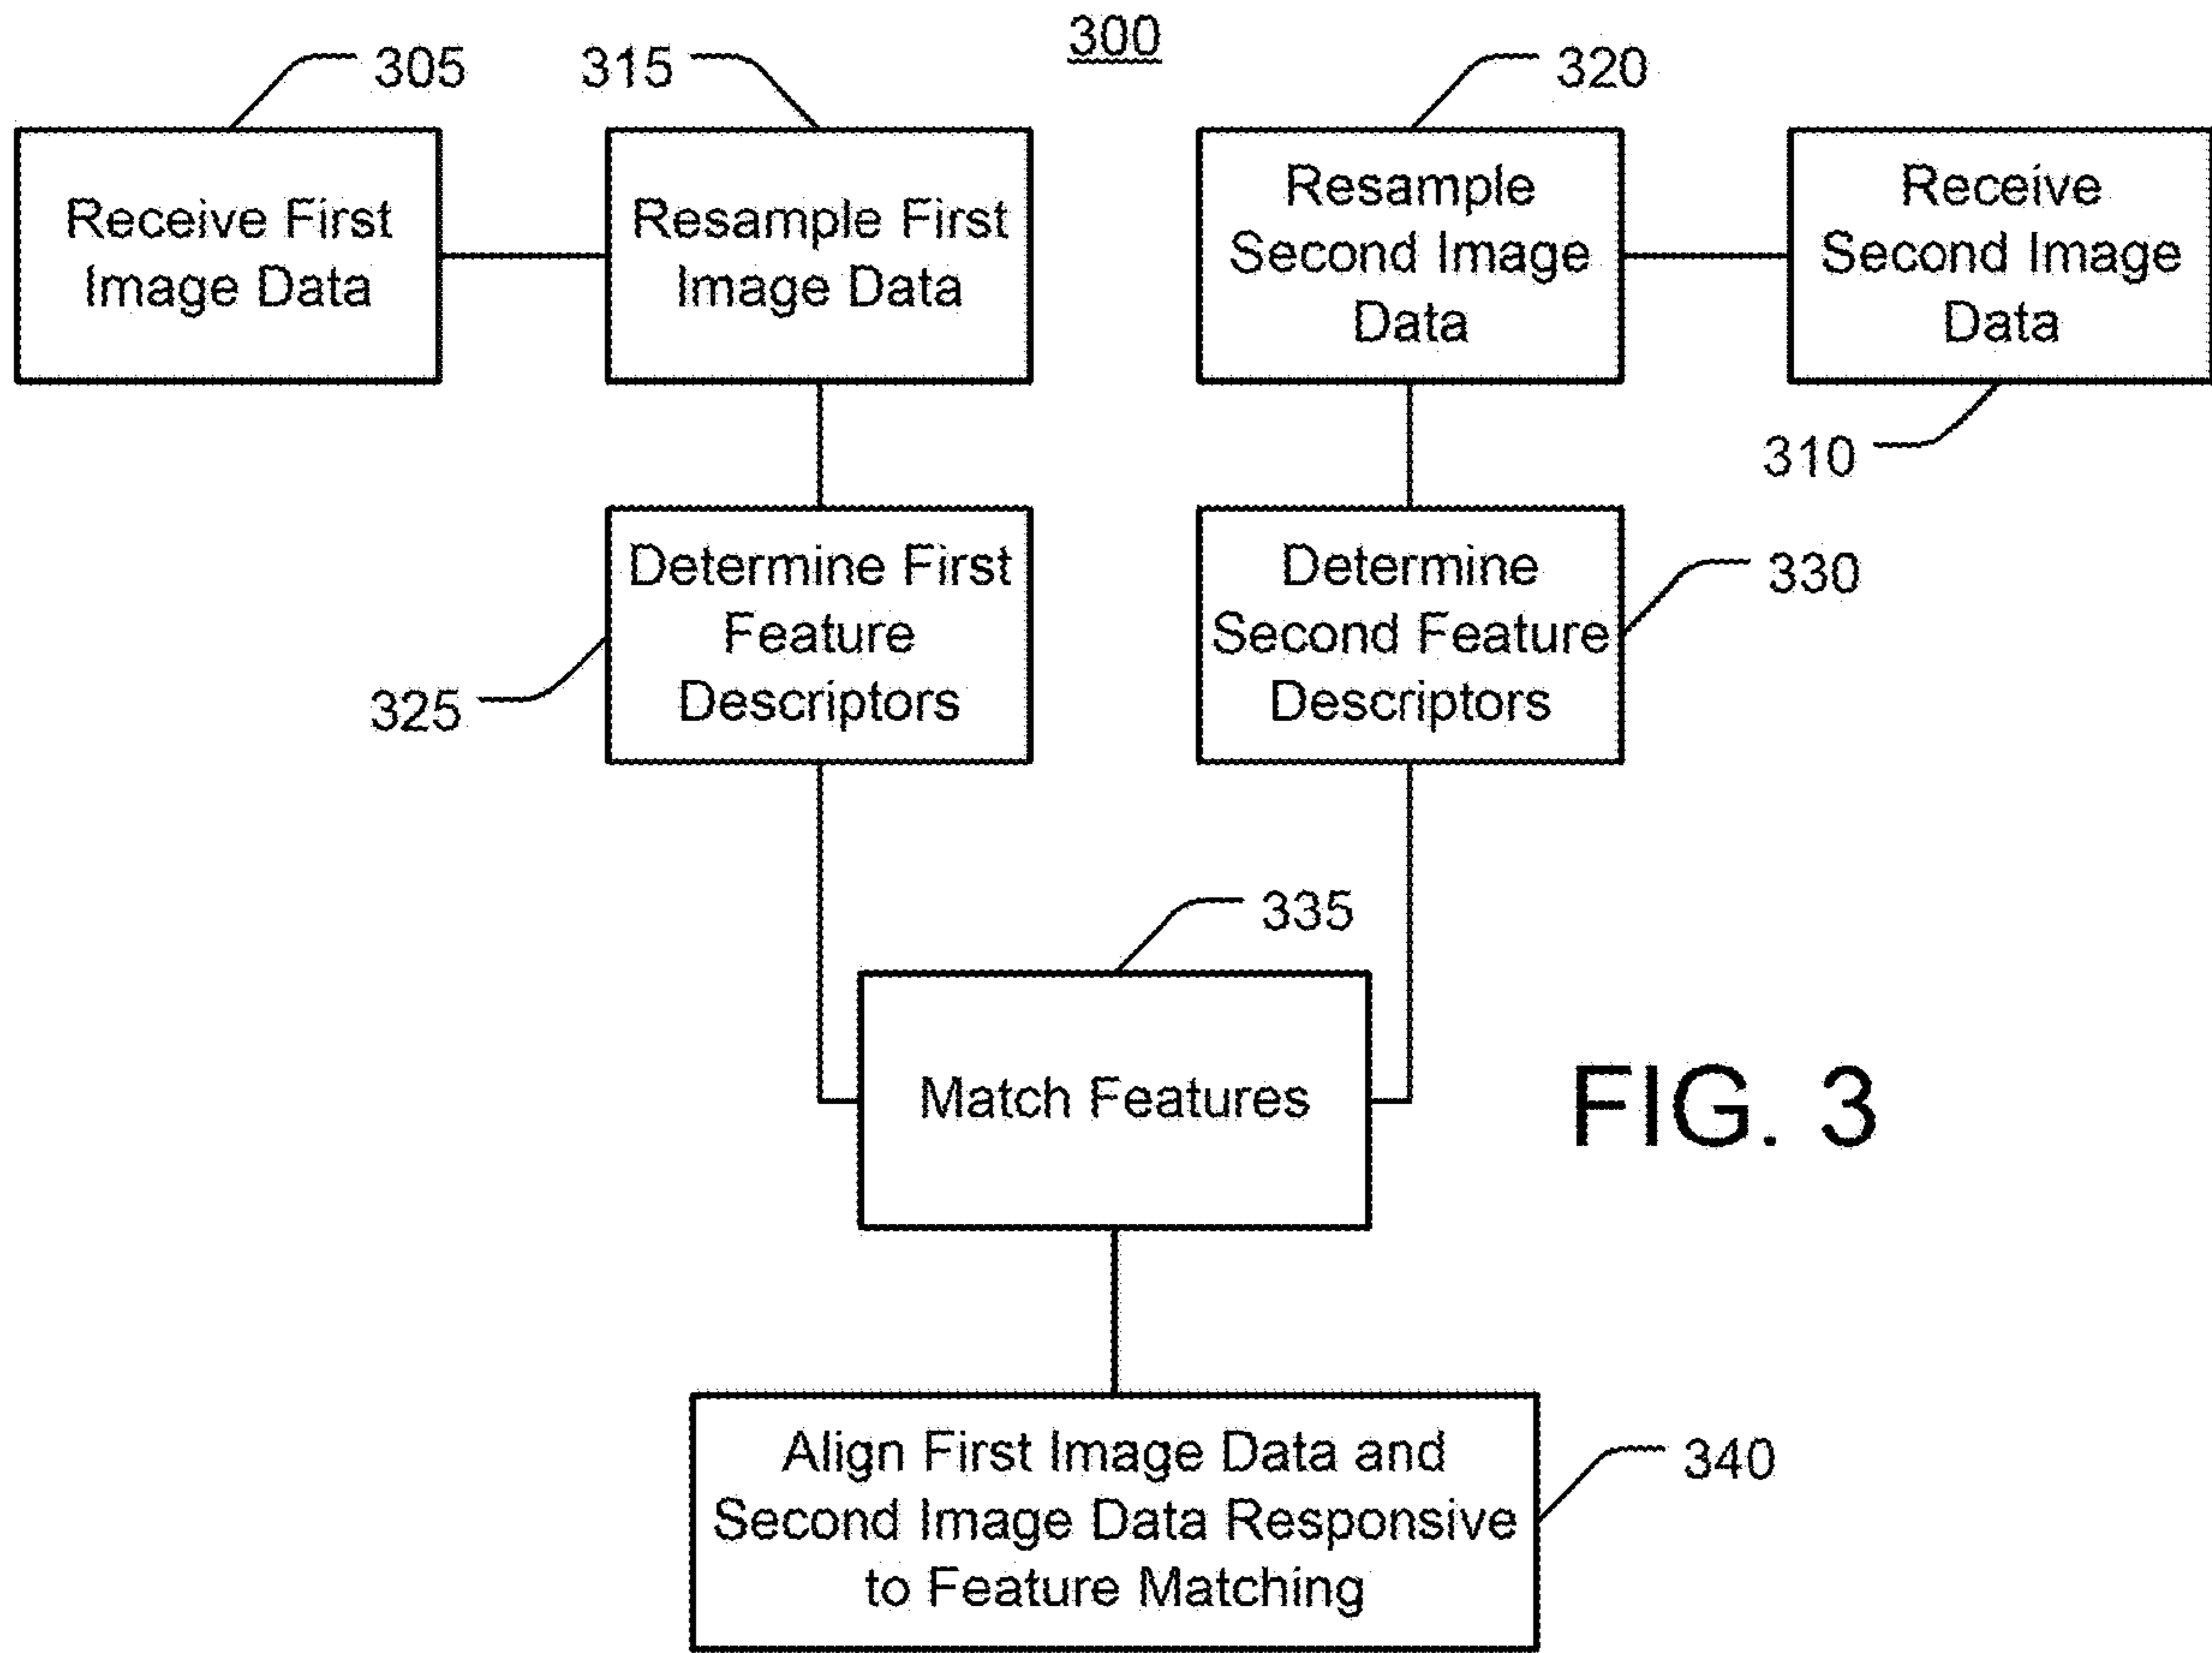 300
305
315
320
Receive First
Image Data
Resample First
Image Data
Resample
Second Image
Data
Receive
Second Image
Data
310
Determine First
Feature
Descriptors
325
Determine
Second Feature
Descriptors
330
335
Match Features
FIG. 3
Align First Image Data and
Second Image Data Responsive
to Feature Matching
340